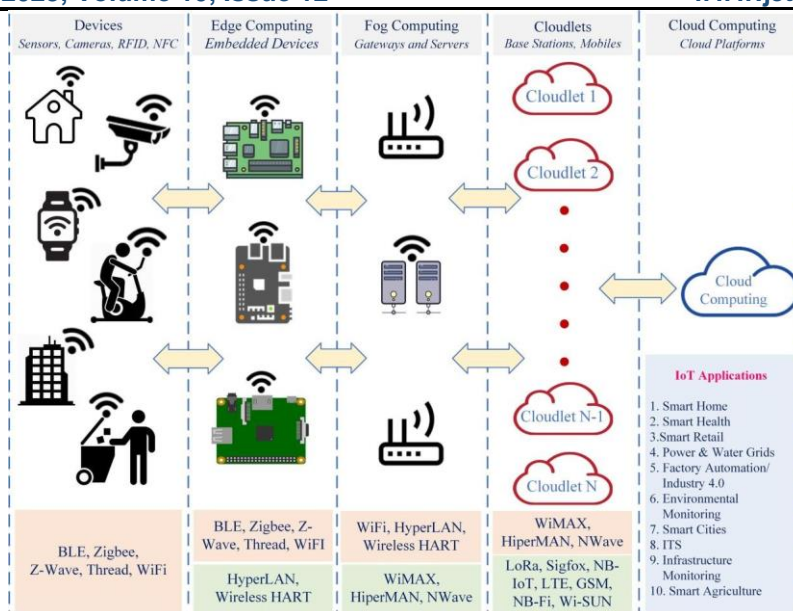 Volume 10, Issue 12
Devices
Sensors, Cameras, RFID, NFC
Edge Computing
Embedded Devices
Fog Computing
Gateways and Servers
Cloudlets
Base Stations, Mobiles
Cloud Computing
Cloud Platforms
Cloudlet 1
Cloudlet 2
Cloudlet N-1
Cloudlet N
Cloud
Computing
IoT Applications
1. Smart Home
2. Smart Health
3.Smart Retail
4. Power & Water Grids
5. Factory Automation/
Industry 4.0
6. Environmental
Monitoring
7. Smart Cities
8. ITS
9. Infrastructure
Monitoring
10. Smart Agriculture
BLE, Zigbee,
Z-Wave, Thread, WiFi
BLE, Zigbee, Z-
Wave, Thread, WiFI
HyperLAN,
Wireless HART
WiFi, HyperLAN,
Wireless HART
WiMAX,
HiperMAN, NWave
WiMAX,
HiperMAN, NWave
LoRa, Sigfox, NB-
IoT, LTE, GSM,
NB-Fi, Wi-SUN